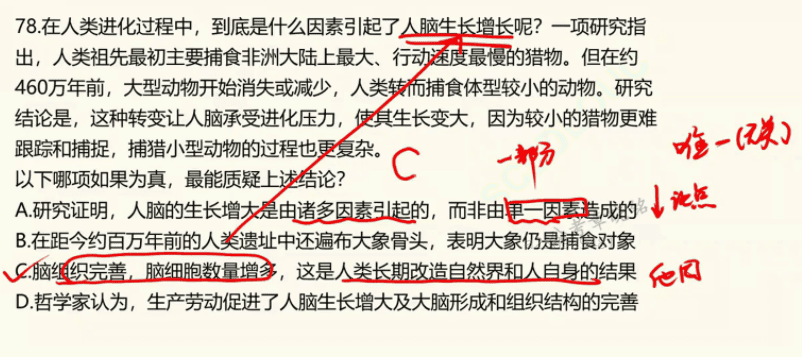 78.在人类进化过程中，到底是什么因素引起了人脑生长增长呢？一项研究指
出，人类祖先最初主要捕食非洲大陆上最大、行动速度最慢的猎物。但在约
460万年前，大型动物开始消失或减少，人类转而捕食体型较小的动物。研究
结论是，这种转变让人脑承受进化压力，使其生长变大，因为较小的猎物更难
跟踪和捕捉，捕猎小型动物的过程也更复杂。
C
一部分
唯一(无关)
以下哪项如果为真，最能质疑上述结论？
A.研究证明，人脑的生长增大是由诸多因素引起的，而非由单一因素造成的
论点
B.在距今约百万年前的人类遗址中还遍布大象骨头，表明大象仍是捕食对象
C.脑组织完善，脑细胞数量增多，这是人类长期改造自然界和人自身的结果
他因
D.哲学家认为，生产劳动促进了人脑生长增大及大脑形成和组织结构的完善